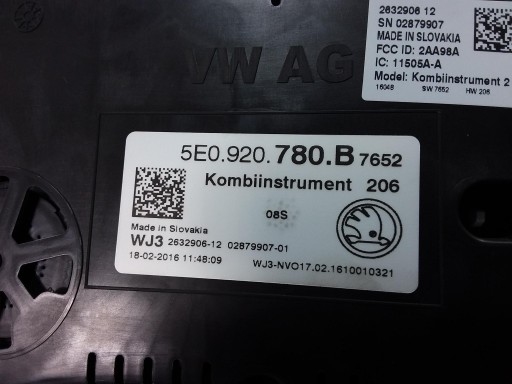 2632906 12
SN 02879907
MADE IN SLOVAKIA
FCC ID: 2AA98A
IC: 11505A-A
Model: Kombiinstrument 2
16048 SW 7652 HW 206
VW AG
5E0.920.780.B 7652
Kombiinstrument 206
08S
Made in Slovakia
WJ3 2632906-12 02879907-01
18-02-2016 11:48:09 WJ3-NVO17.02.1610010321